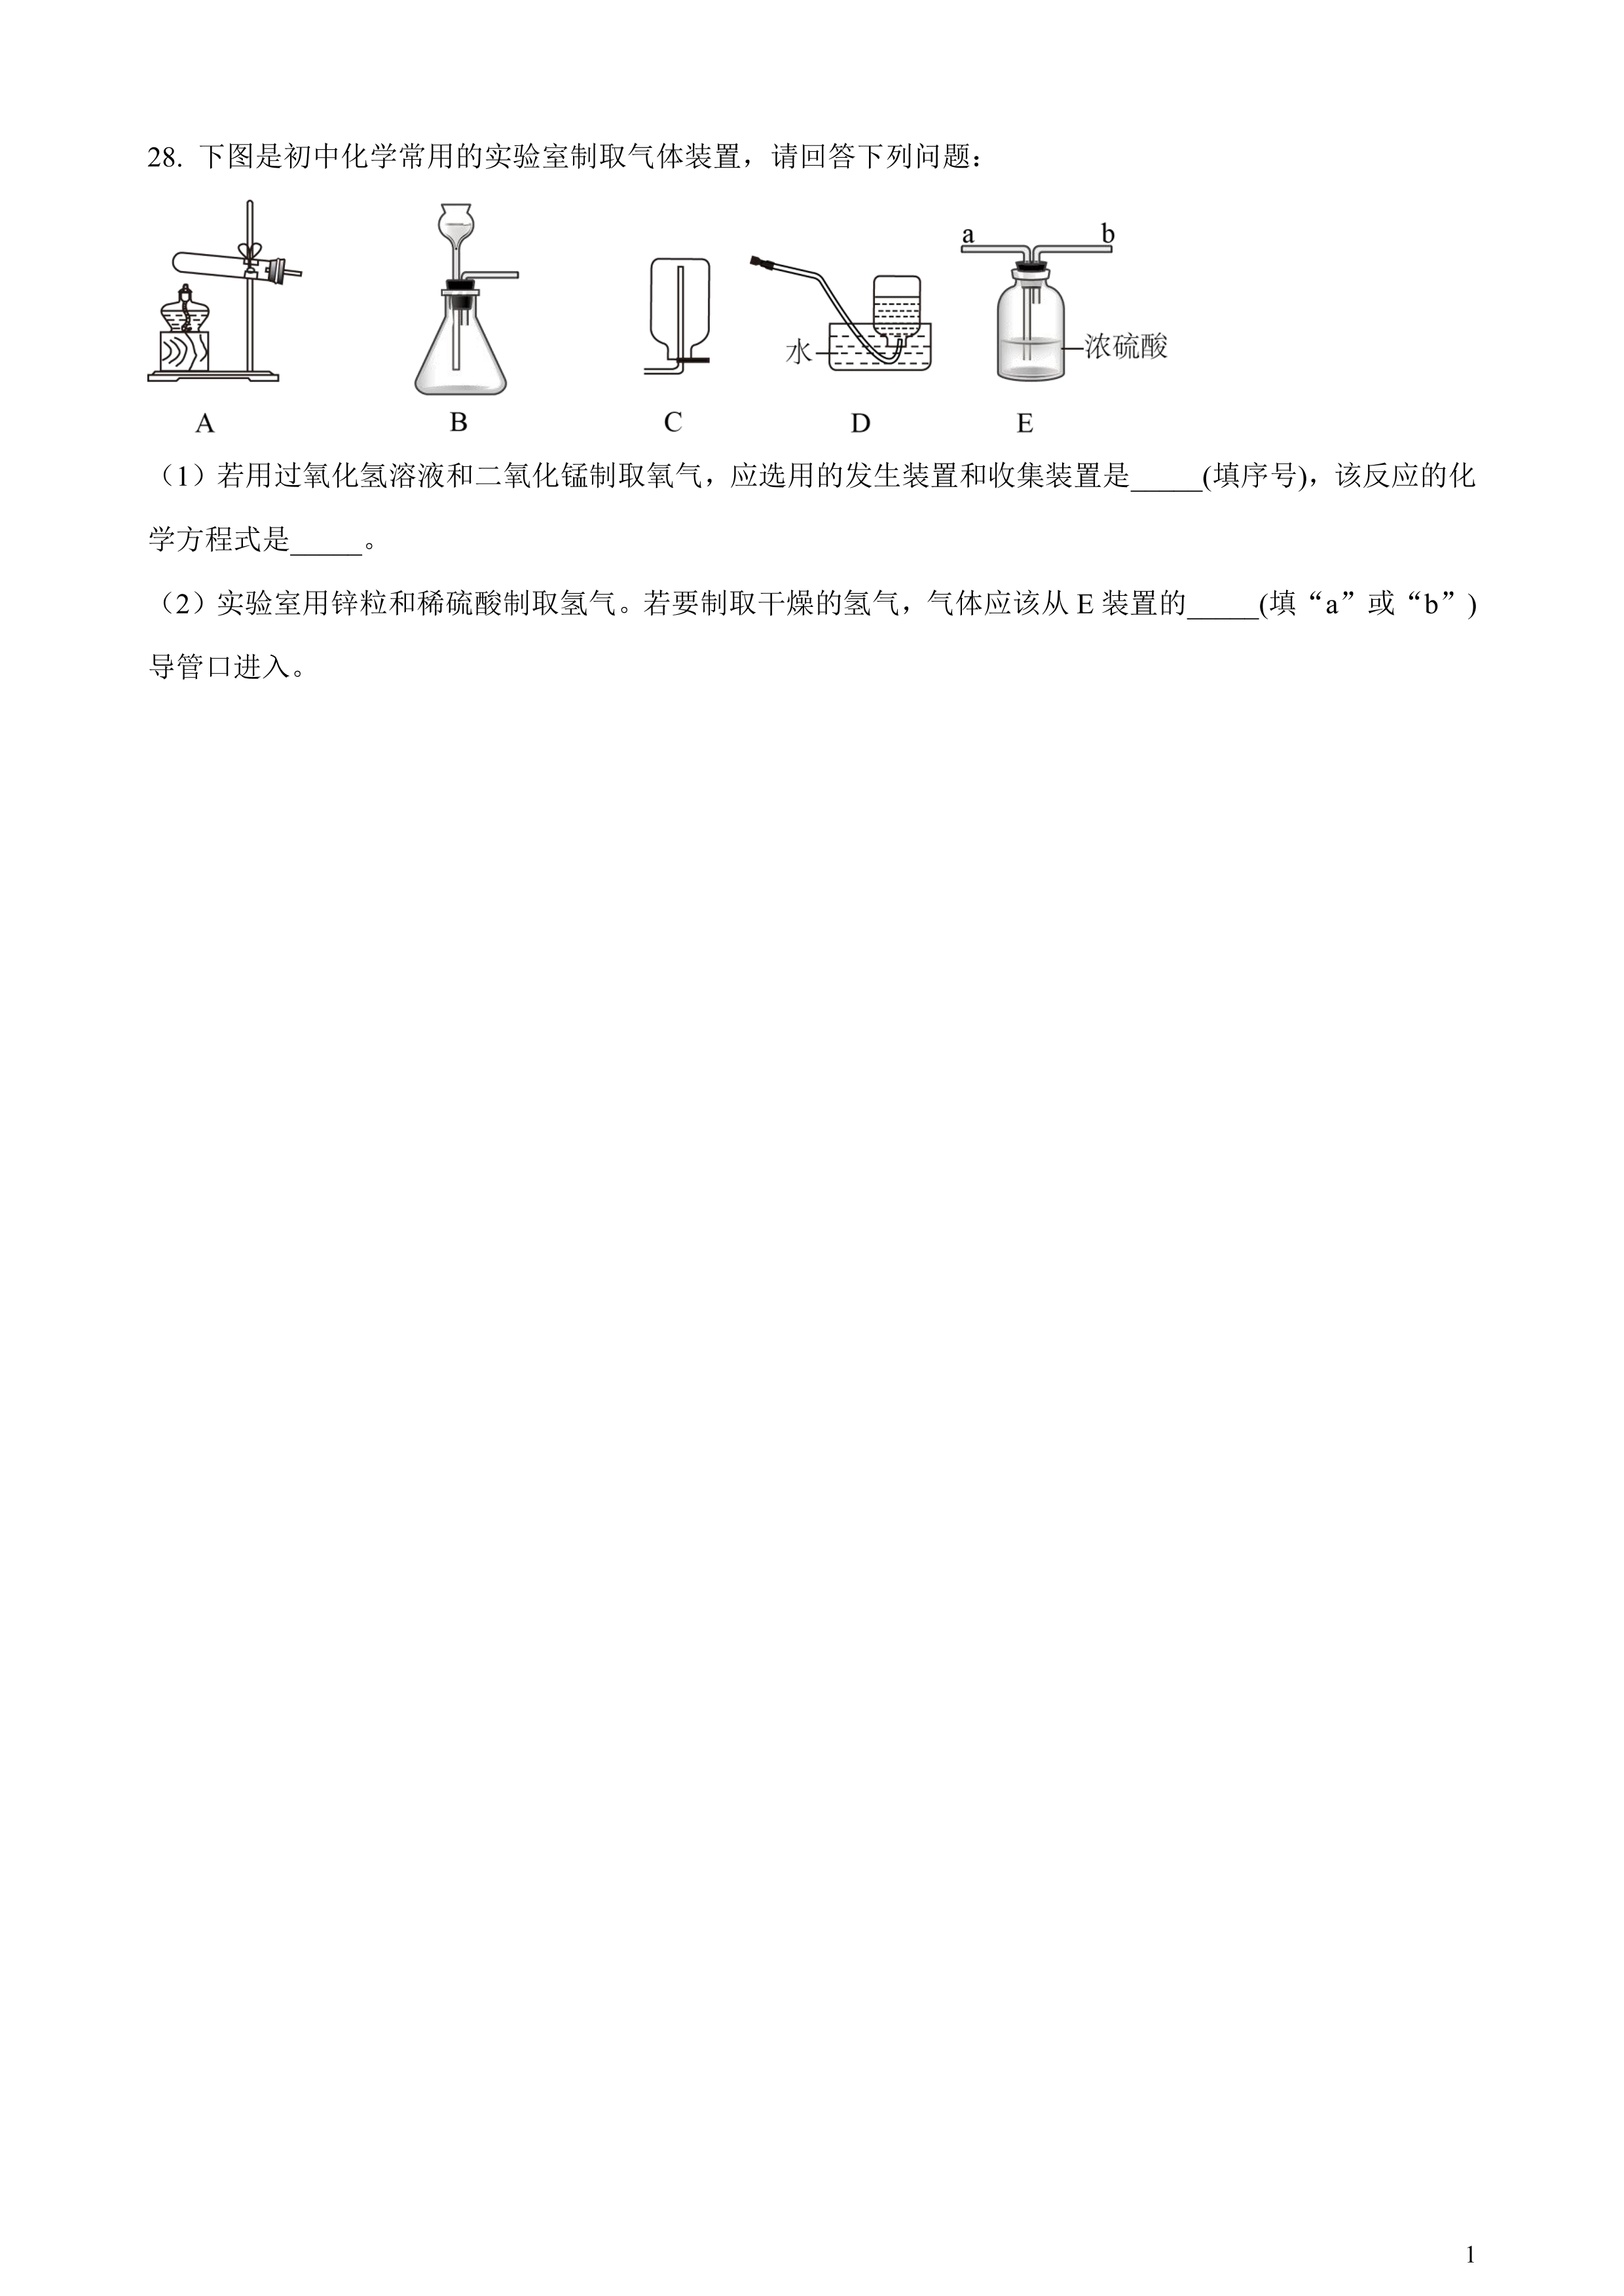 28. 下图是初中化学常用的实验室制取气体装置，请回答下列问题：
a b
水
浓硫酸
A B C D E
（1）若用过氧化氢溶液和二氧化锰制取氧气，应选用的发生装置和收集装置是_____(填序号)，该反应的化
学方程式是_____。
（2）实验室用锌粒和稀硫酸制取氢气。若要制取干燥的氢气，气体应该从 E 装置的_____(填“a”或“b”)
导管口进入。
1